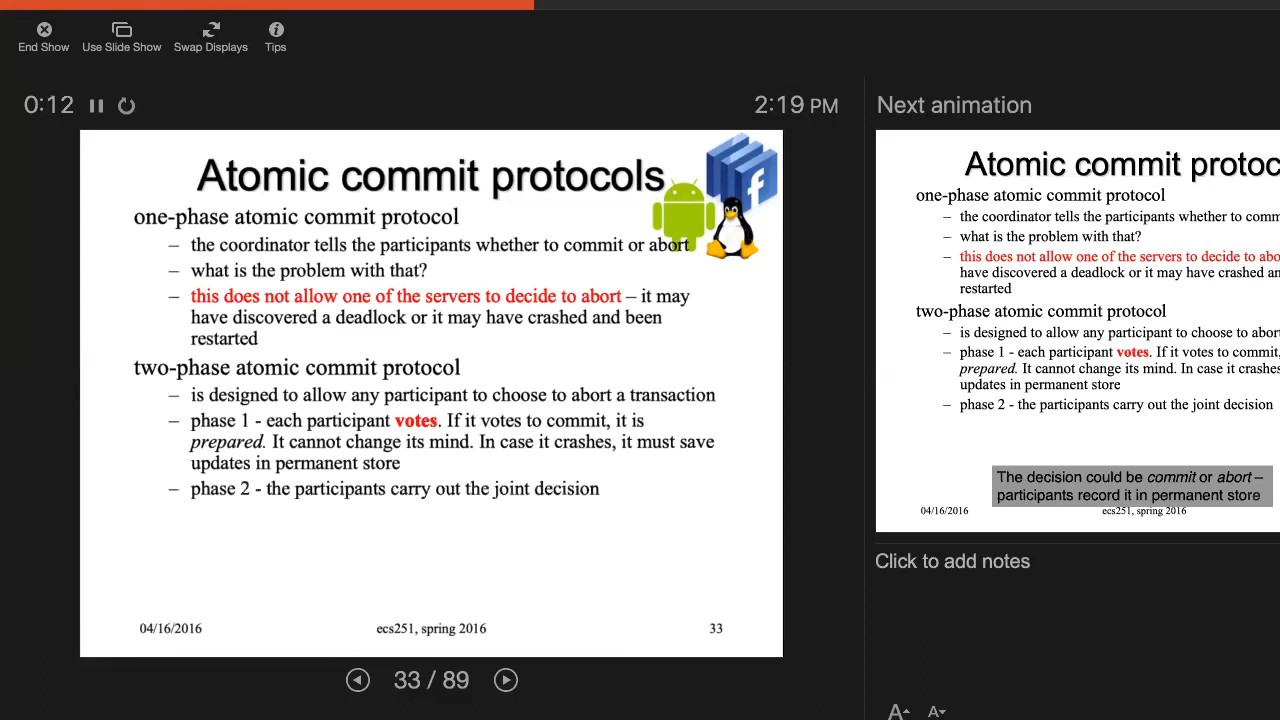 End Show
Use Slide Show
Swap Displays
Tips
0:12
2:19 PM
Atomic commit protocols
one-phase atomic commit protocol
– the coordinator tells the participants whether to commit or abort
– what is the problem with that?
– this does not allow one of the servers to decide to abort – it may
have discovered a deadlock or it may have crashed and been
restarted
two-phase atomic commit protocol
– is designed to allow any participant to choose to abort a transaction
– phase 1 - each participant votes. If it votes to commit, it is
prepared. It cannot change its mind. In case it crashes, it must save
updates in permanent store
– phase 2 - the participants carry out the joint decision
04/16/2016
ecs251, spring 2016
33
33 / 89
Next animation
Atomic commit protoc
one-phase atomic commit protocol
– the coordinator tells the participants whether to comm
– what is the problem with that?
– this does not allow one of the servers to decide to abo
have discovered a deadlock or it may have crashed an
restarted
two-phase atomic commit protocol
– is designed to allow any participant to choose to abort
– phase 1 - each participant votes. If it votes to commit,
prepared. It cannot change its mind. In case it crashes
updates in permanent store
– phase 2 - the participants carry out the joint decision
The decision could be commit or abort –
participants record it in permanent store
04/16/2016
ecs251, spring 2016
Click to add notes
A A